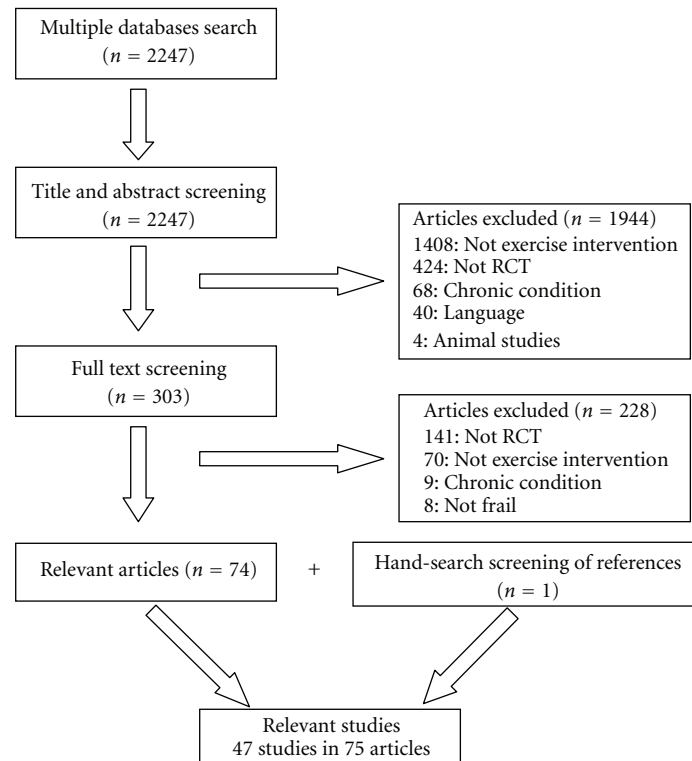 Multiple databases search
(n = 2247)
Title and abstract screening
(n = 2247)
Articles excluded (n = 1944)
1408: Not exercise intervention
424: Not RCT
68: Chronic condition
40: Language
4: Animal studies
Full text screening
(n = 303)
Articles excluded (n = 228)
141: Not RCT
70: Not exercise intervention
9: Chronic condition
8: Not frail
Relevant articles (n = 74)
+
Hand-search screening of references
(n = 1)
Relevant studies
47 studies in 75 articles